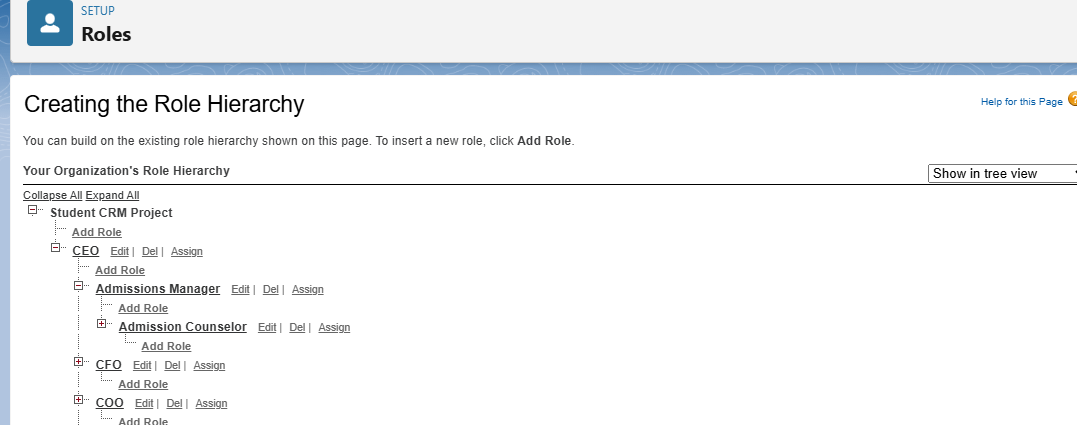 SETUP
Roles
Creating the Role Hierarchy
Help for this Page
You can build on the existing role hierarchy shown on this page. To insert a new role, click Add Role.
Your Organization's Role Hierarchy
Show in tree view
Collapse All Expand All
Student CRM Project
Add Role
CEO Edit | Del | Assign
Add Role
Admissions Manager Edit | Del | Assign
Add Role
Admission Counselor Edit | Del | Assign
Add Role
CFO Edit | Del | Assign
Add Role
COO Edit | Del | Assign
Add Role